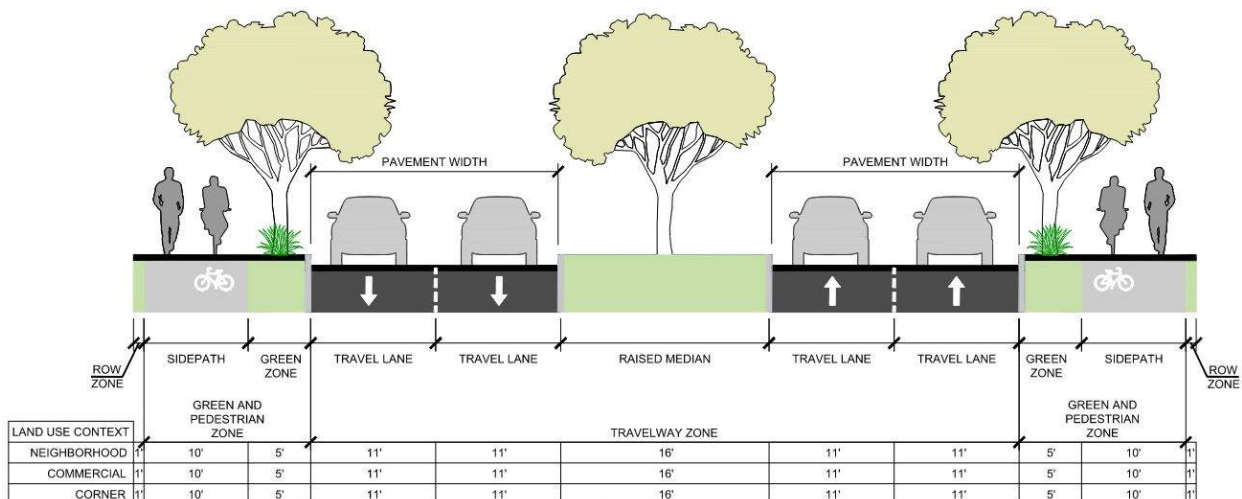 PAVEMENT WIDTH PAVEMENT WIDTH
SIDEPATH GREEN ZONE TRAVEL LANE TRAVEL LANE RAISED MEDIAN TRAVEL LANE TRAVEL LANE GREEN ZONE SIDEPATH
ROW ZONE ROW ZONE
GREEN AND PEDESTRIAN ZONE TRAVELWAY ZONE GREEN AND PEDESTRIAN ZONE
LAND USE CONTEXT
NEIGHBORHOOD 1' 10' 5' 11' 11' 16' 11' 11' 5' 10' 1'
COMMERCIAL 1' 10' 5' 11' 11' 16' 11' 11' 5' 10' 1'
CORNER 1' 10' 5' 11' 11' 16' 11' 11' 5' 10' 1'